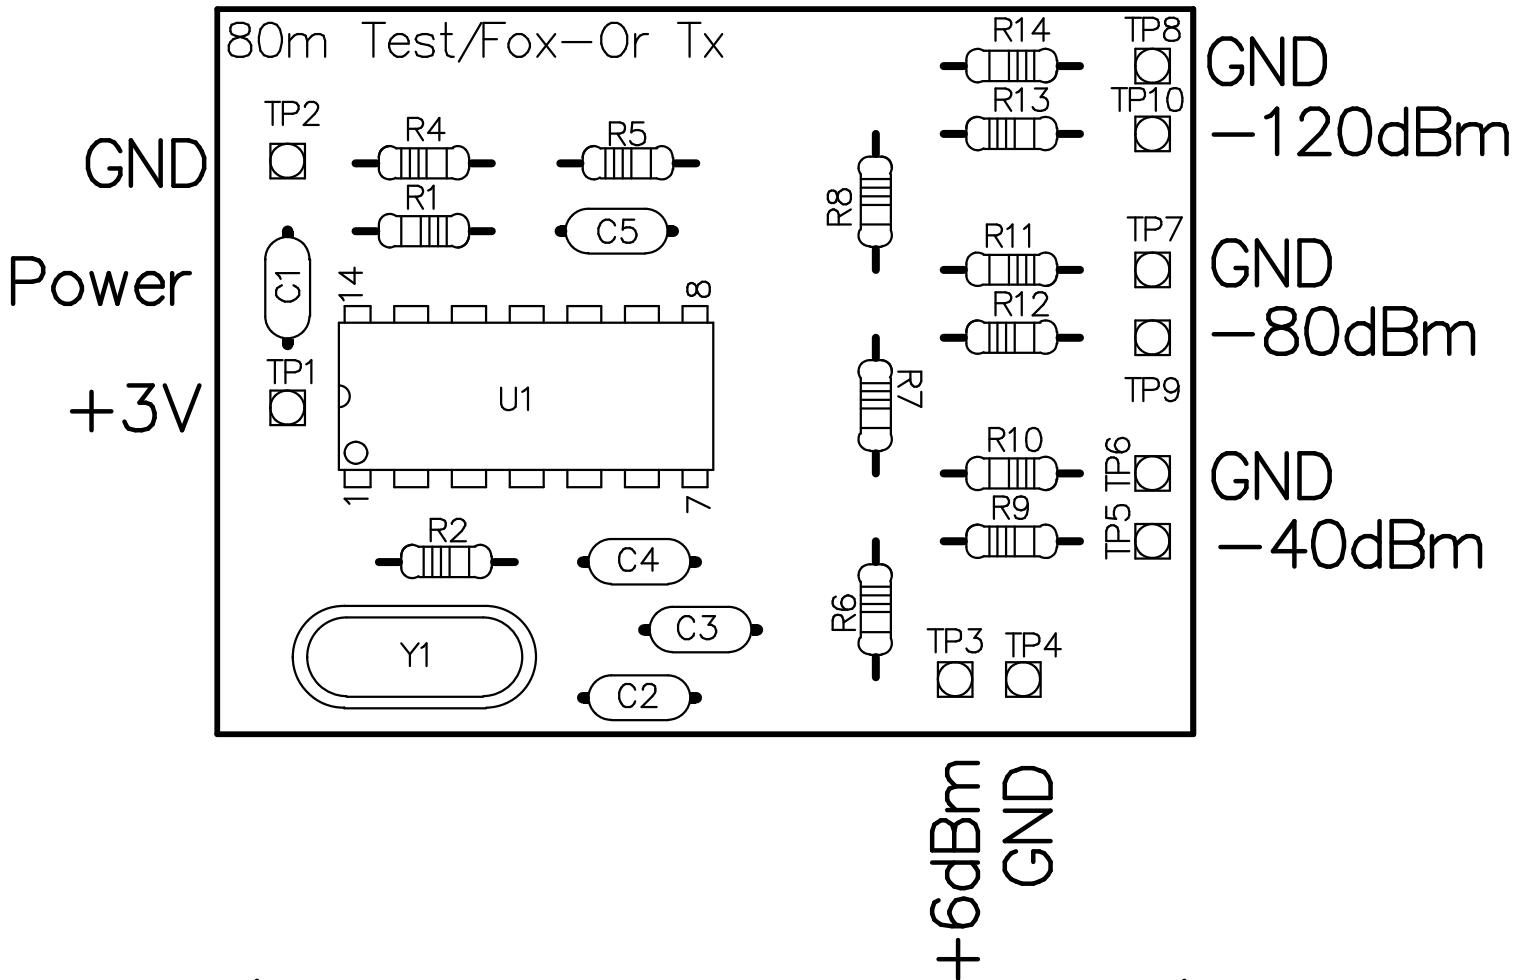 80m Test/Fox-Or Tx
R14
TP8
GND
R13
TP10
-120dBm
TP2
GND
R4
R5
R1
C5
R8
TP7
R11
GND
Power
C1
14
8
R12
-80dBm
TP1
+3V
U1
R7
TP9
R10
TP6
GND
1
7
R9
TP5
-40dBm
R2
C4
R6
C3
Y1
TP3
TP4
C2
+6dBm
GND